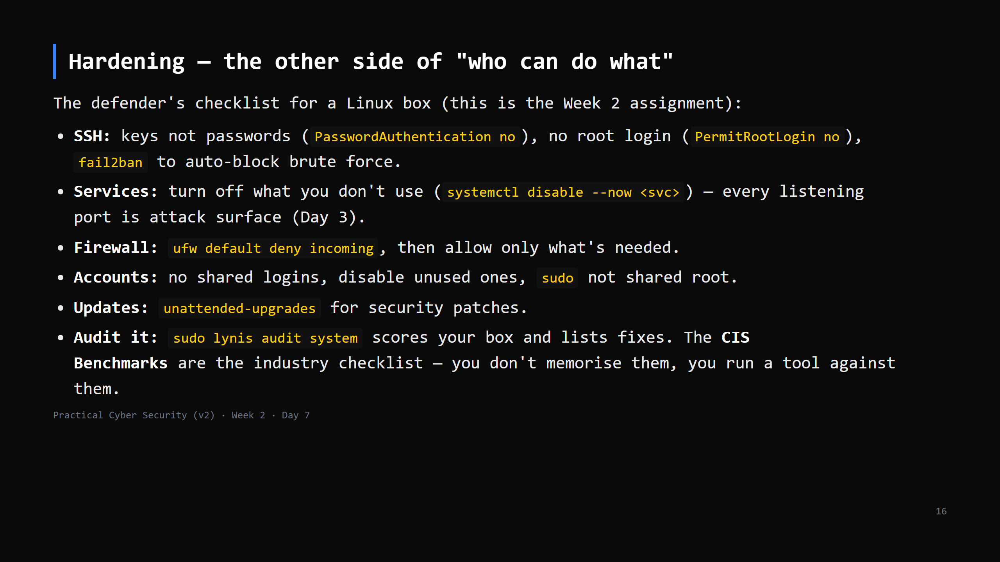 Hardening — the other side of "who can do what"
The defender's checklist for a Linux box (this is the Week 2 assignment):
• SSH: keys not passwords (PasswordAuthentication no), no root login (PermitRootLogin no),
fail2ban to auto-block brute force.
• Services: turn off what you don't use (systemctl disable --now <svc>) — every listening
port is attack surface (Day 3).
• Firewall: ufw default deny incoming, then allow only what's needed.
• Accounts: no shared logins, disable unused ones, sudo not shared root.
• Updates: unattended-upgrades for security patches.
• Audit it: sudo lynis audit system scores your box and lists fixes. The CIS
Benchmarks are the industry checklist — you don't memorise them, you run a tool against
them.
Practical Cyber Security (v2) · Week 2 · Day 7
16